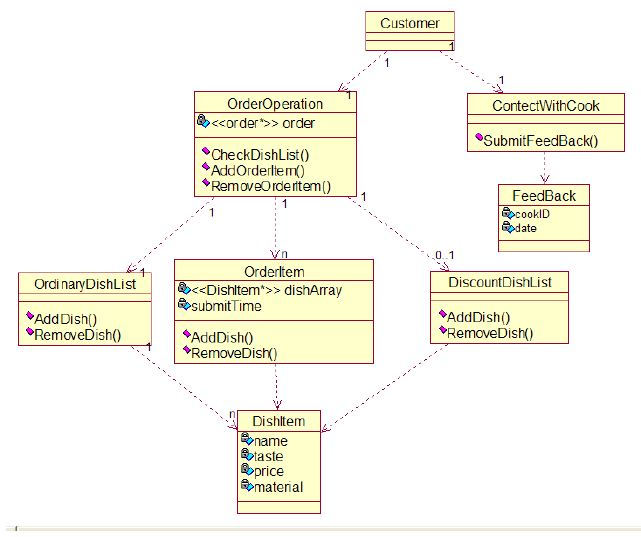 Customer
1
1
1
1
OrderOperation
<<order*>> order
CheckDishList()
AddOrderItem()
RemoveOrderItem()
ContectWithCook
SubmitFeedBack()
FeedBack
cookID
date
1
1
1
1
n
0..1
OrdinaryDishList
AddDish()
RemoveDish()
1
OrderItem
<<DishItem*>> dishArray
submitTime
AddDish()
RemoveDish()
DiscountDishList
AddDish()
RemoveDish()
n
DishItem
name
taste
price
material